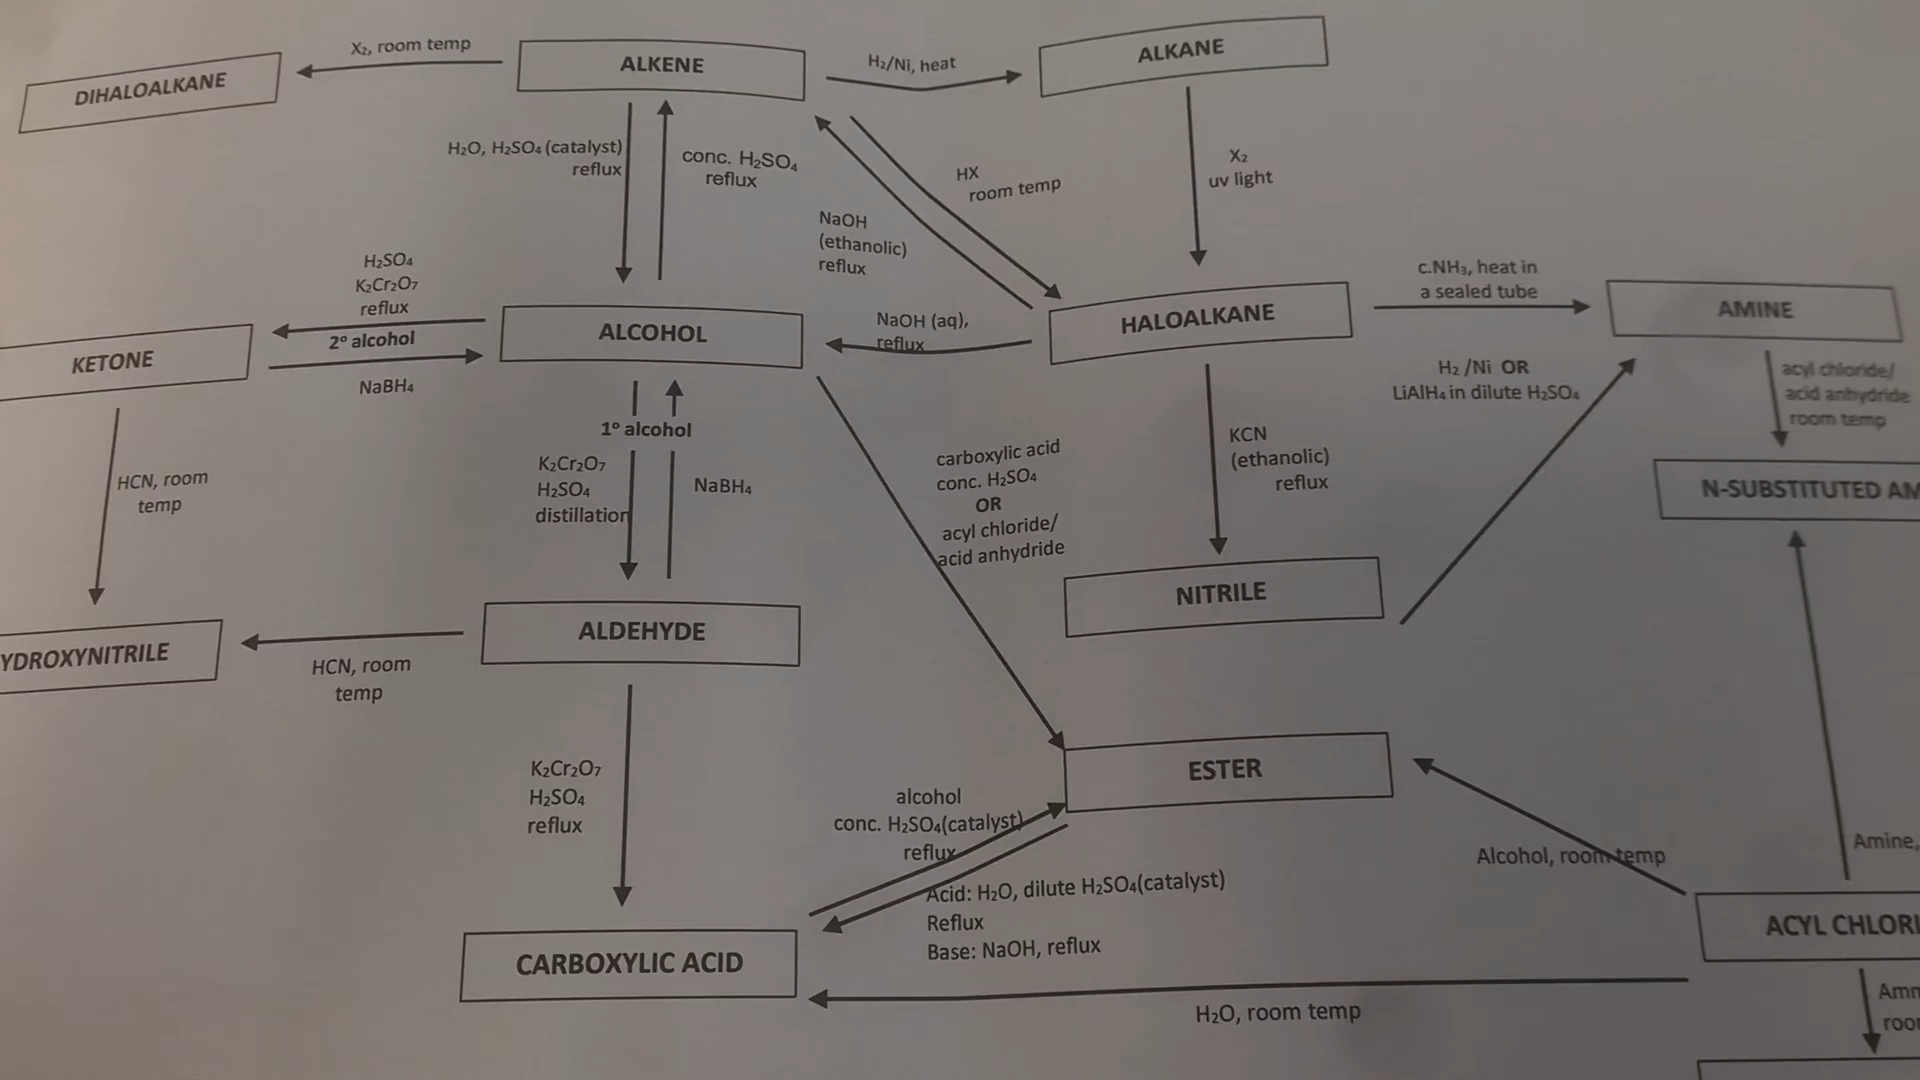 X₂, room temp
ALKENE
H₂/Ni, heat
ALKANE
DIHALOALKANE
H₂O, H₂SO₄ (catalyst)
reflux
conc. H₂SO₄
reflux
HX
room temp
X₂
uv light
NaOH
(ethanolic)
reflux
H₂SO₄
K₂Cr₂O₇
reflux
2º alcohol
NaBH₄
KETONE
ALCOHOL
NaOH (aq),
reflux
HALOALKANE
c.NH₃, heat in
a sealed tube
AMINE
H₂ /Ni OR
LiAlH₄ in dilute H₂SO₄
acyl chloride/
acid anhydride
room temp
1º alcohol
K₂Cr₂O₇
H₂SO₄
distillation
NaBH₄
HCN, room
temp
carboxylic acid
conc. H₂SO₄
OR
acyl chloride/
acid anhydride
KCN
(ethanolic)
reflux
N-SUBSTITUTED AM
NITRILE
YDROXYNITRILE
ALDEHYDE
HCN, room
temp
K₂Cr₂O₇
H₂SO₄
reflux
ESTER
alcohol
conc. H₂SO₄(catalyst)
reflux
Acid: H₂O, dilute H₂SO₄(catalyst)
Reflux
Base: NaOH, reflux
Alcohol, room temp
Amine,
ACYL CHLORI
CARBOXYLIC ACID
H₂O, room temp
Amm
roor